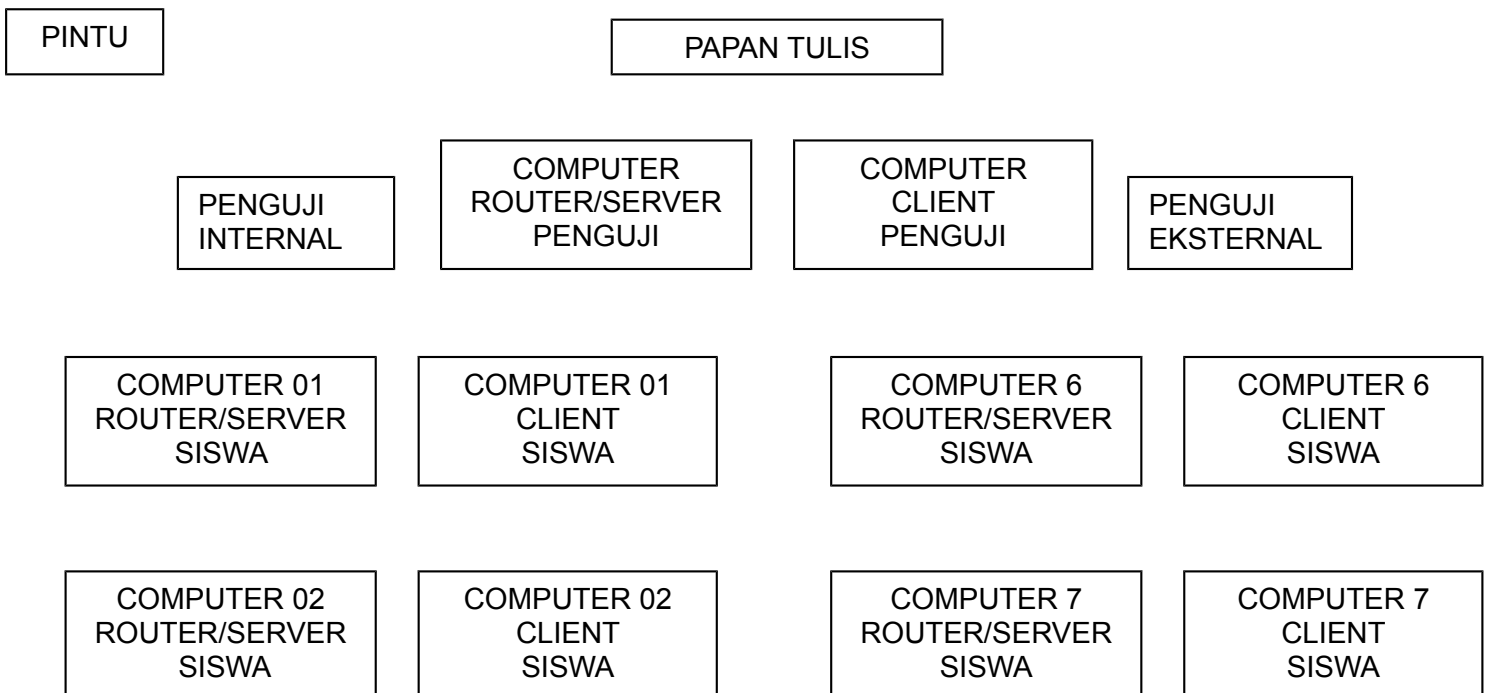 PINTU
PAPAN TULIS
PENGUJI
INTERNAL
COMPUTER
ROUTER/SERVER
PENGUJI
COMPUTER
CLIENT
PENGUJI
PENGUJI
EKSTERNAL
COMPUTER 01
ROUTER/SERVER
SISWA
COMPUTER 01
CLIENT
SISWA
COMPUTER 6
ROUTER/SERVER
SISWA
COMPUTER 6
CLIENT
SISWA
COMPUTER 02
ROUTER/SERVER
SISWA
COMPUTER 02
CLIENT
SISWA
COMPUTER 7
ROUTER/SERVER
SISWA
COMPUTER 7
CLIENT
SISWA